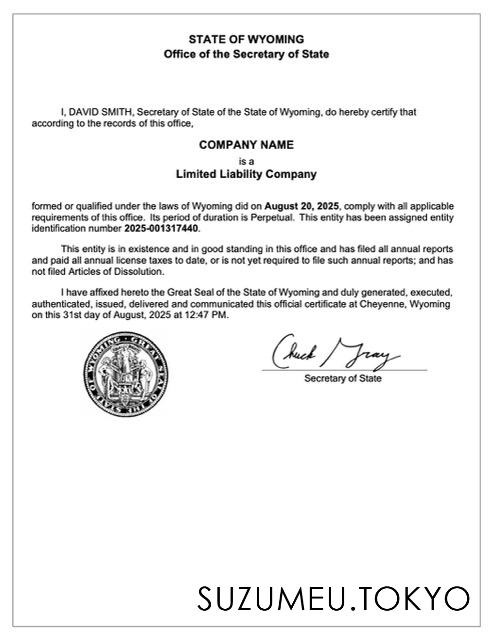 STATE OF WYOMING
Office of the Secretary of State
I, DAVID SMITH, Secretary of State of the State of Wyoming, do hereby certify that
according to the records of this office,
COMPANY NAME
is a
Limited Liability Company
formed or qualified under the laws of Wyoming did on August 20, 2025, comply with all applicable
requirements of this office. Its period of duration is Perpetual. This entity has been assigned entity
identification number 2025-001317440.
This entity is in existence and in good standing in this office and has filed all annual reports
and paid all annual license taxes to date, or is not yet required to file such annual reports; and has
not filed Articles of Dissolution.
I have affixed hereto the Great Seal of the State of Wyoming and duly generated, executed,
authenticated, issued, delivered and communicated this official certificate at Cheyenne, Wyoming
on this 31st day of August, 2025 at 12:47 PM.
GREAT SEAL OF THE STATE OF WYOMING
Chuck Gray
Secretary of State
SUZUMEU.TOKYO